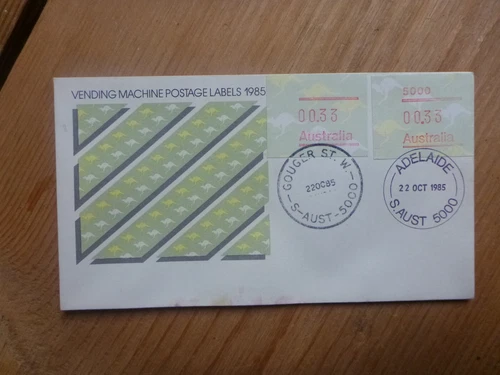 VENDING MACHINE POSTAGE LABELS 1985
00.33
Australia
5000
00.33
Australia
GOUGER ST. W
22OC85
S-AUST-5000
ADELAIDE
22 OCT 1985
S. AUST 5000